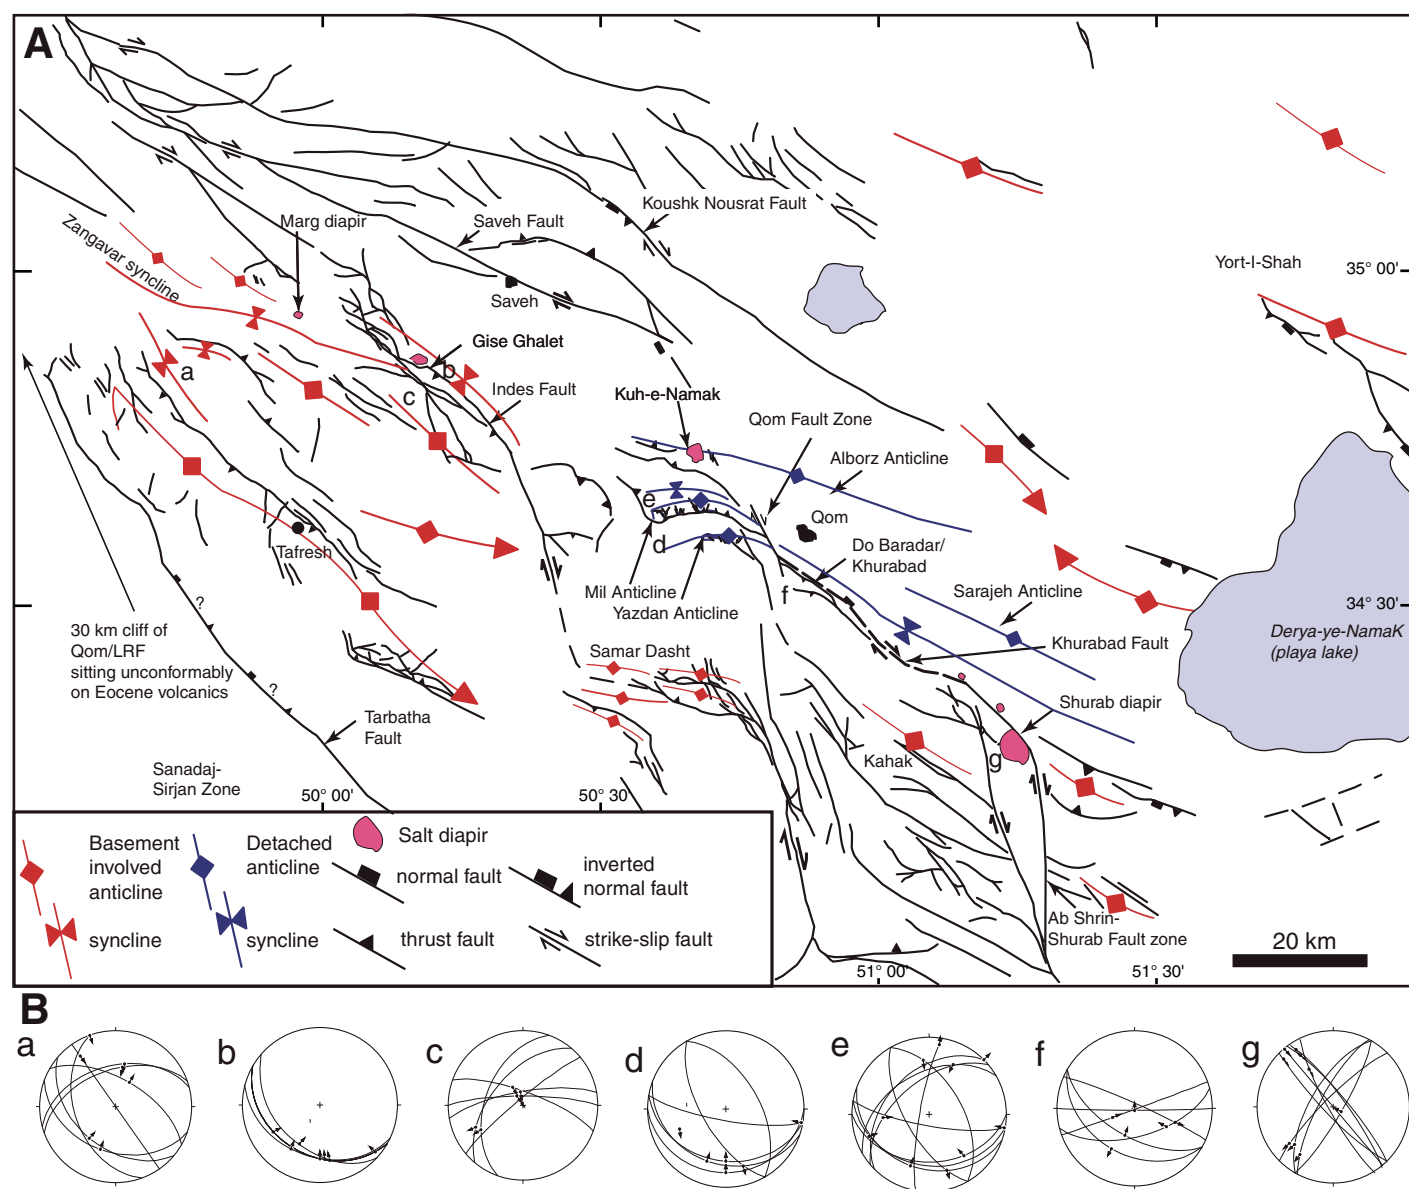 A
Marg diapir
Saveh Fault
Koushk Nousrat Fault
Zangavar syncline
Yort-I-Shah
35° 00'
Saveh
Gise Ghalet
a
b
c
Indes Fault
Kuh-e-Namak
Qom Fault Zone
Alborz Anticline
e
Qom
d
Tafresh
Do Baradar/
Khurabad
Mil Anticline
Yazdan Anticline
f
Sarajeh Anticline
34° 30'
?
Derya-ye-NamaK
(playa lake)
30 km cliff of
Qom/LRF
sitting unconformably
on Eocene volcanics
Samar Dasht
Khurabad Fault
?
Shurab diapir
Tarbatha
Fault
Kahak
g
Sanadaj-
Sirjan Zone
50° 00'
50° 30'
Basement
involved
anticline
Detached
anticline
Salt diapir
normal fault
inverted
normal fault
syncline
syncline
thrust fault
strike-slip fault
Ab Shrin-
Shurab Fault zone
20 km
51° 00'
51° 30'
B
a
b
c
d
e
f
g